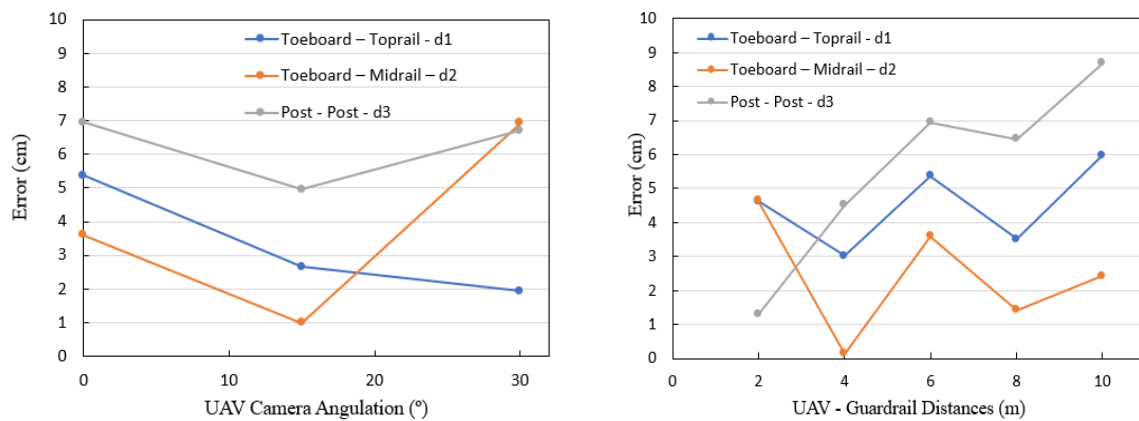 10
9
8
7
6
5
4
3
2
1
0
Error (cm)
Toeboard – Toprail - d1
Toeboard – Midrail – d2
Post - Post - d3
0 10 20 30
UAV Camera Angulation (º)
10
9
8
7
6
5
4
3
2
1
0
Error (cm)
Toeboard – Toprail - d1
Toeboard – Midrail – d2
Post - Post - d3
0 2 4 6 8 10
UAV - Guardrail Distances (m)